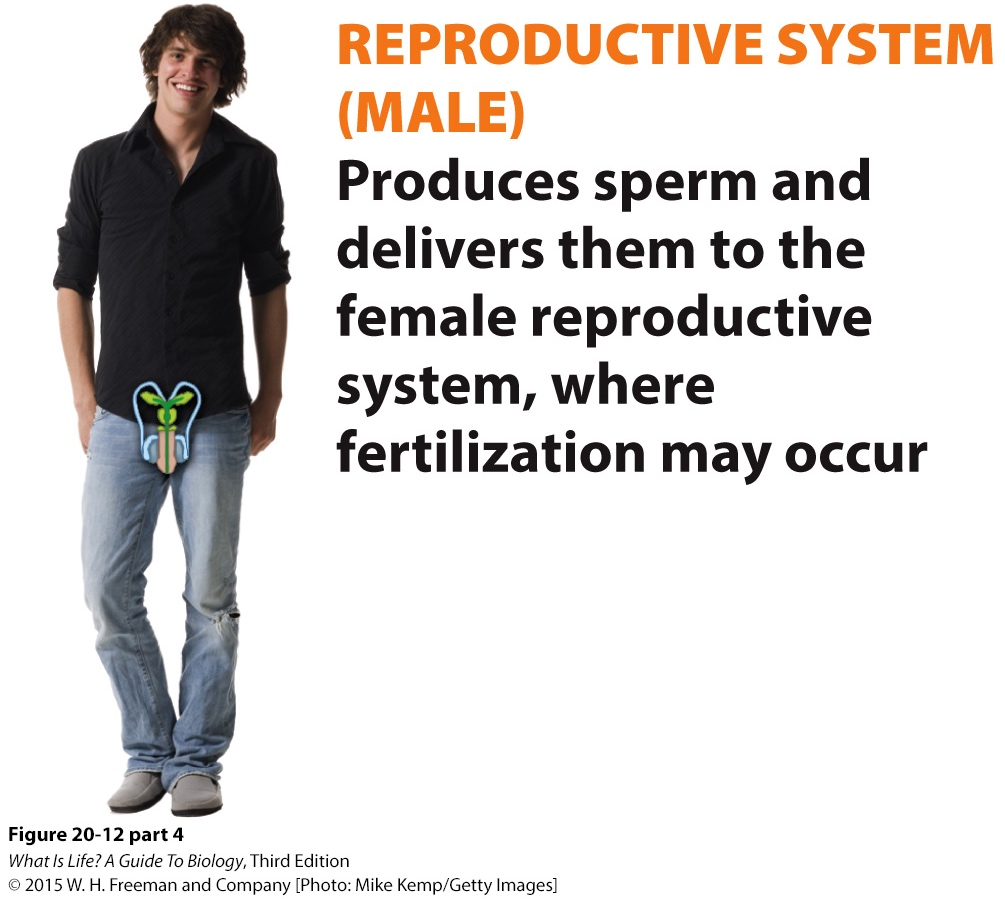 REPRODUCTIVE SYSTEM
(MALE)
Produces sperm and
delivers them to the
female reproductive
system, where
fertilization may occur
Figure 20-12 part 4
What Is Life? A Guide To Biology, Third Edition
© 2015 W. H. Freeman and Company [Photo: Mike Kemp/Getty Images]